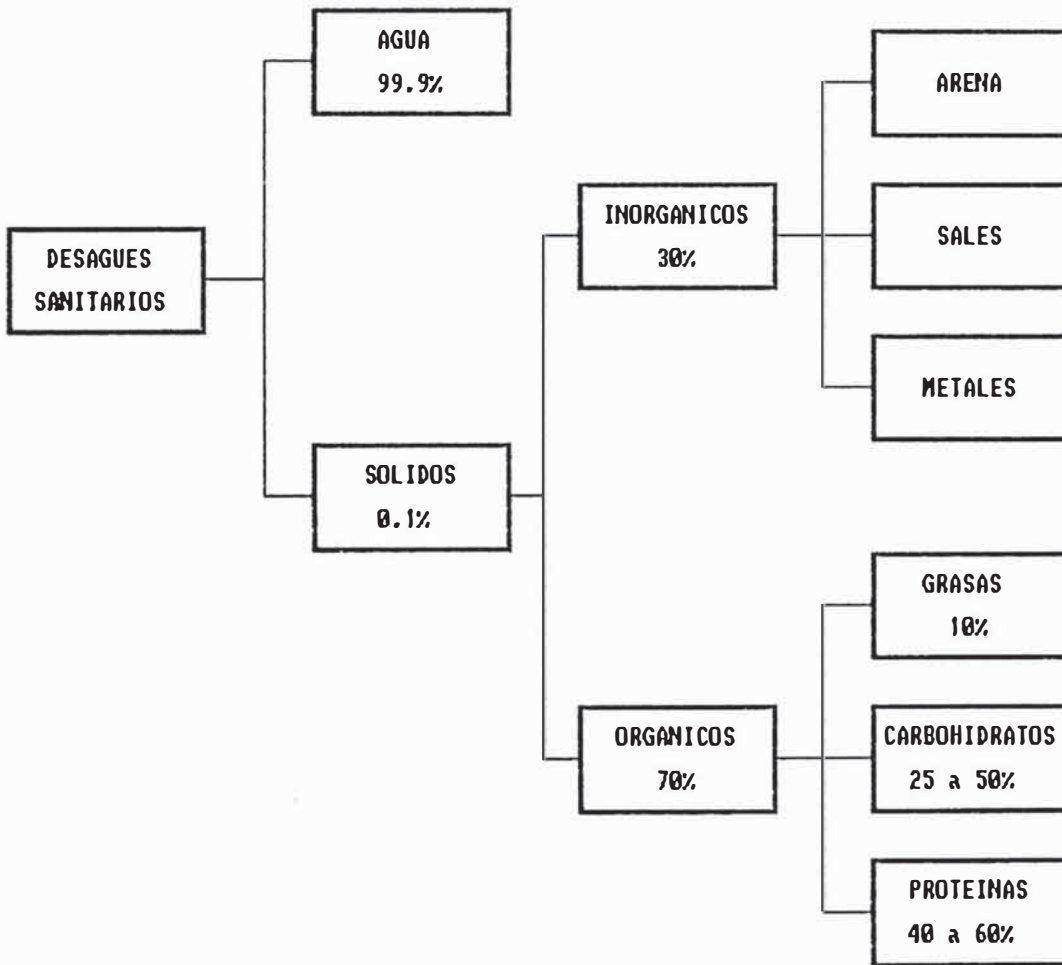 DESAGUES
SANITARIOS
AGUA
99.9%
SOLIDOS
0.1%
INORGANICOS
30%
ORGANICOS
70%
ARENA
SALES
METALES
GRASAS
10%
CARBOHIDRATOS
25 a 50%
PROTEINAS
40 a 60%